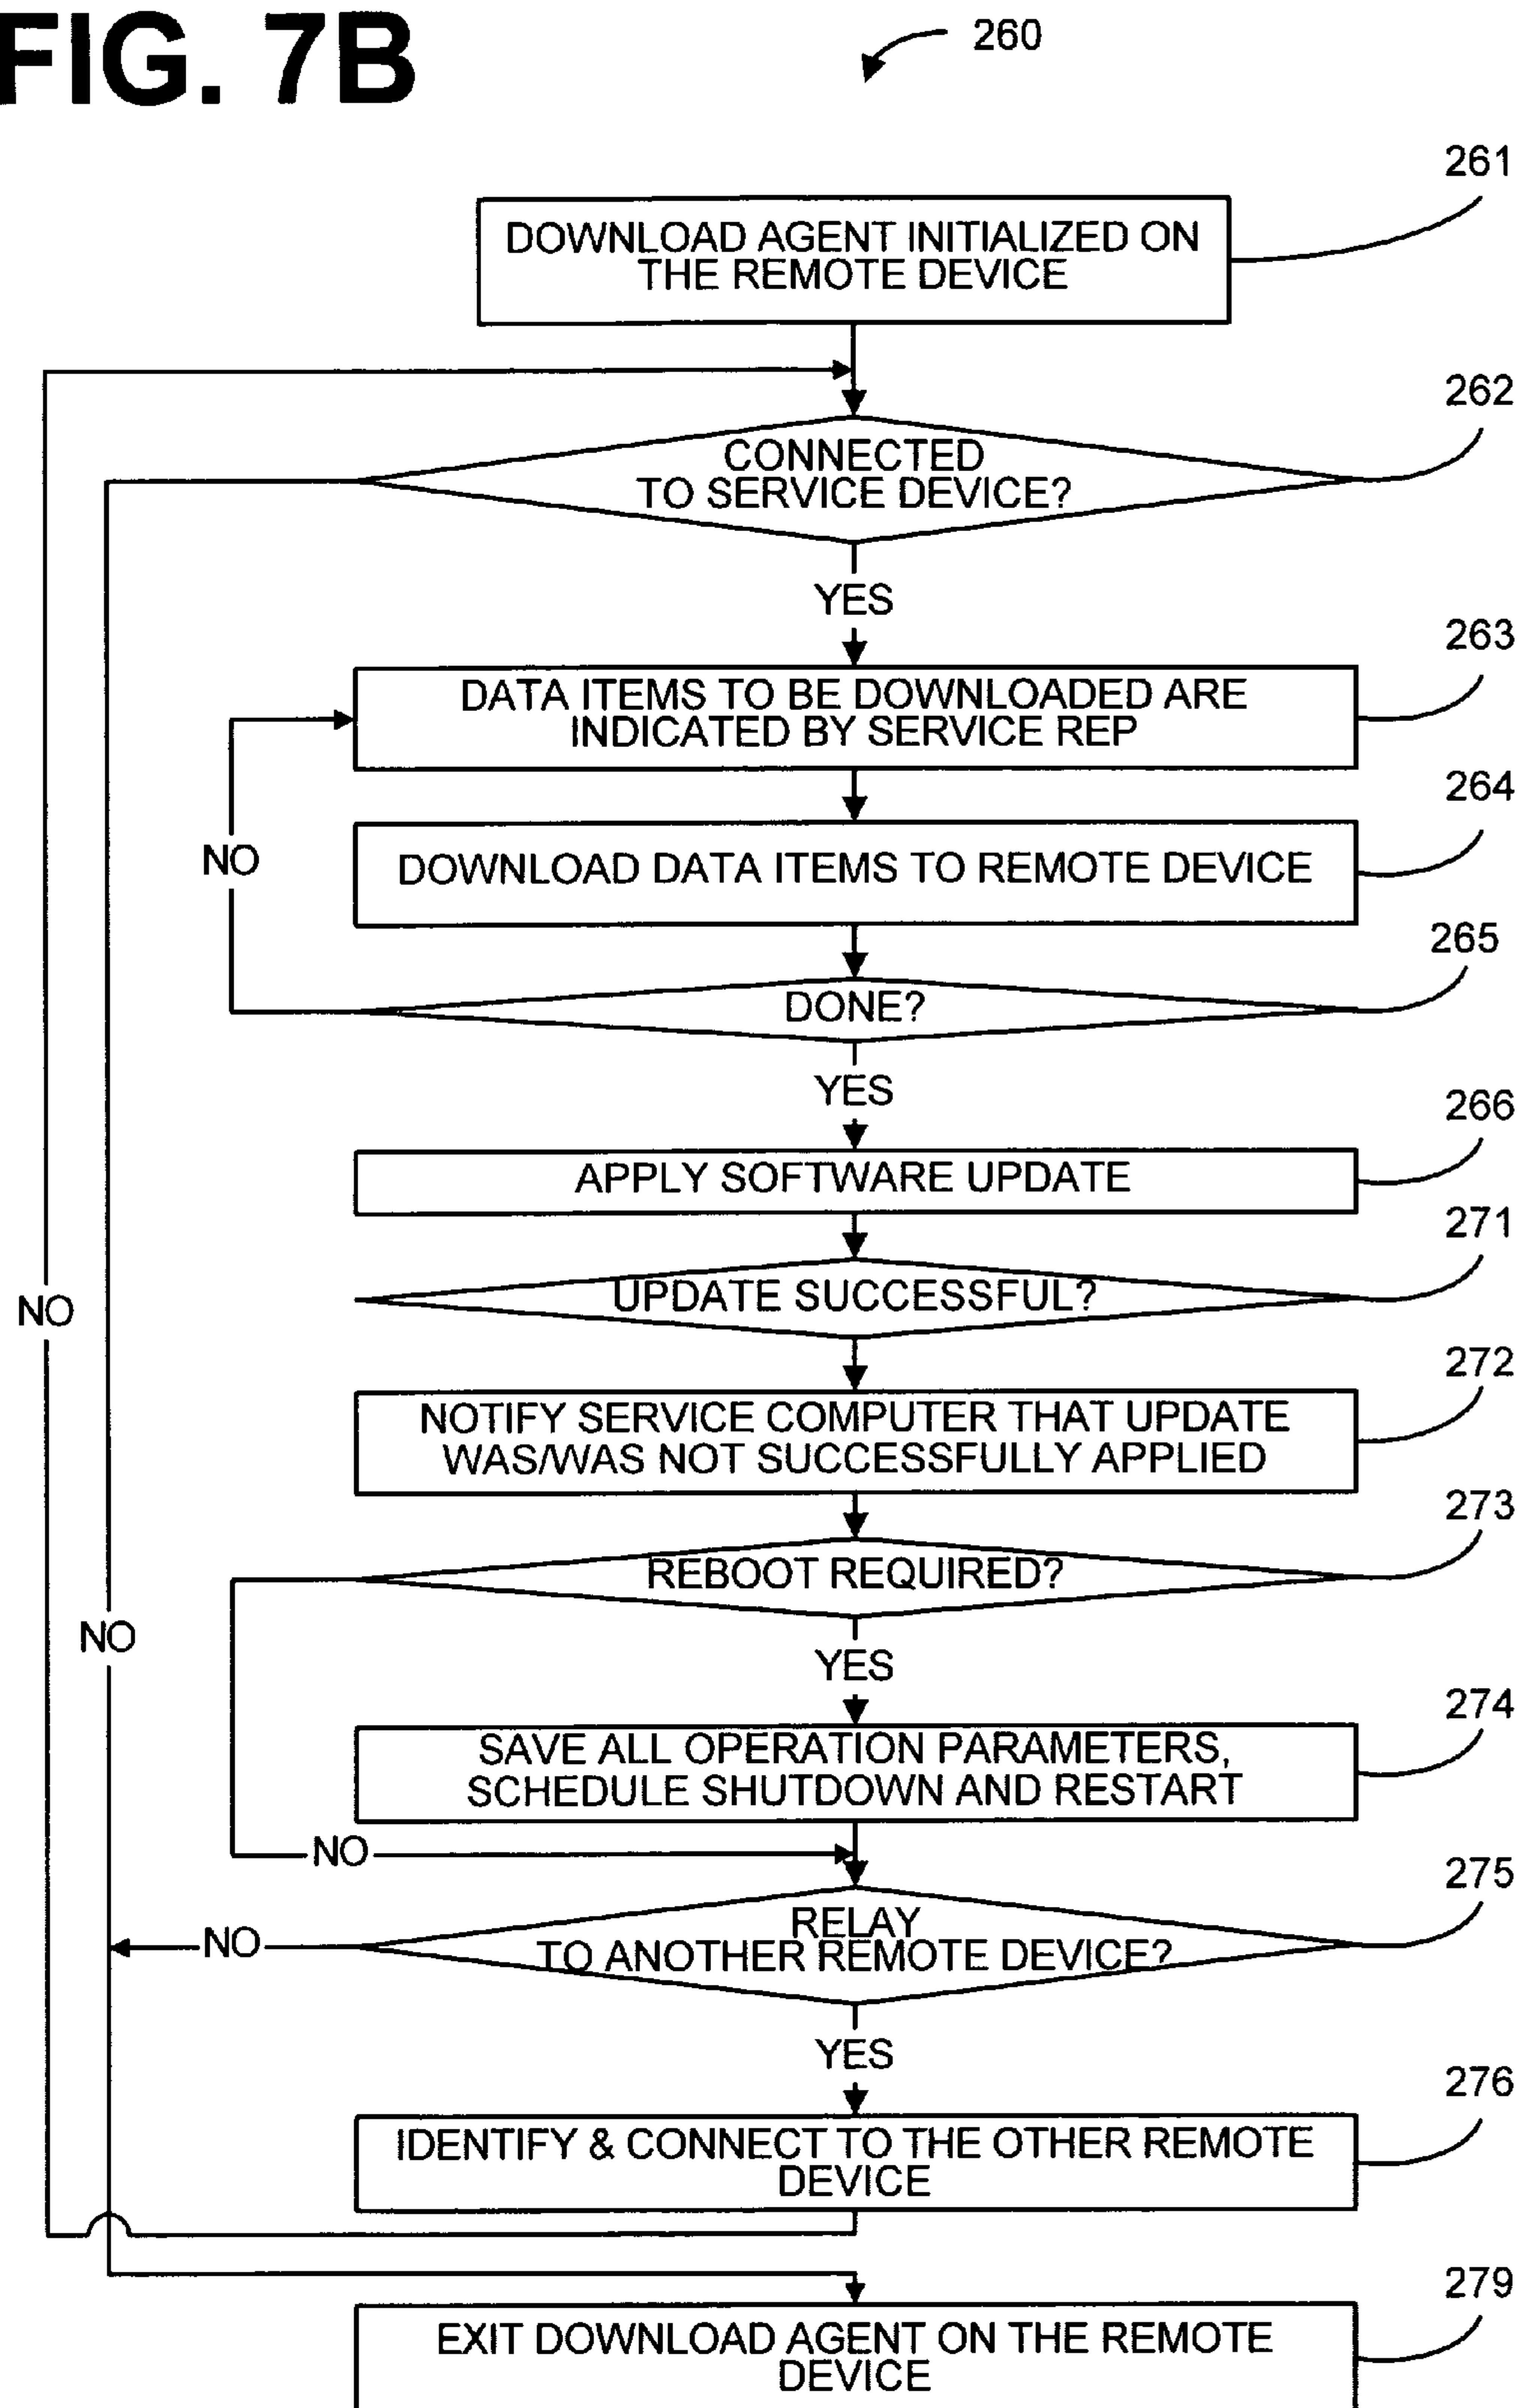 FIG. 7B
260
261
DOWNLOAD AGENT INITIALIZED ON
THE REMOTE DEVICE
262
CONNECTED
TO SERVICE DEVICE?
YES
263
DATA ITEMS TO BE DOWNLOADED ARE
INDICATED BY SERVICE REP
264
NO
DOWNLOAD DATA ITEMS TO REMOTE DEVICE
265
DONE?
YES
266
APPLY SOFTWARE UPDATE
271
UPDATE SUCCESSFUL?
NO
272
NOTIFY SERVICE COMPUTER THAT UPDATE
WAS/WAS NOT SUCCESSFULLY APPLIED
273
REBOOT REQUIRED?
NO
YES
274
SAVE ALL OPERATION PARAMETERS,
SCHEDULE SHUTDOWN AND RESTART
NO
275
RELAY
TO ANOTHER REMOTE DEVICE?
NO
YES
276
IDENTIFY & CONNECT TO THE OTHER REMOTE
DEVICE
279
EXIT DOWNLOAD AGENT ON THE REMOTE
DEVICE